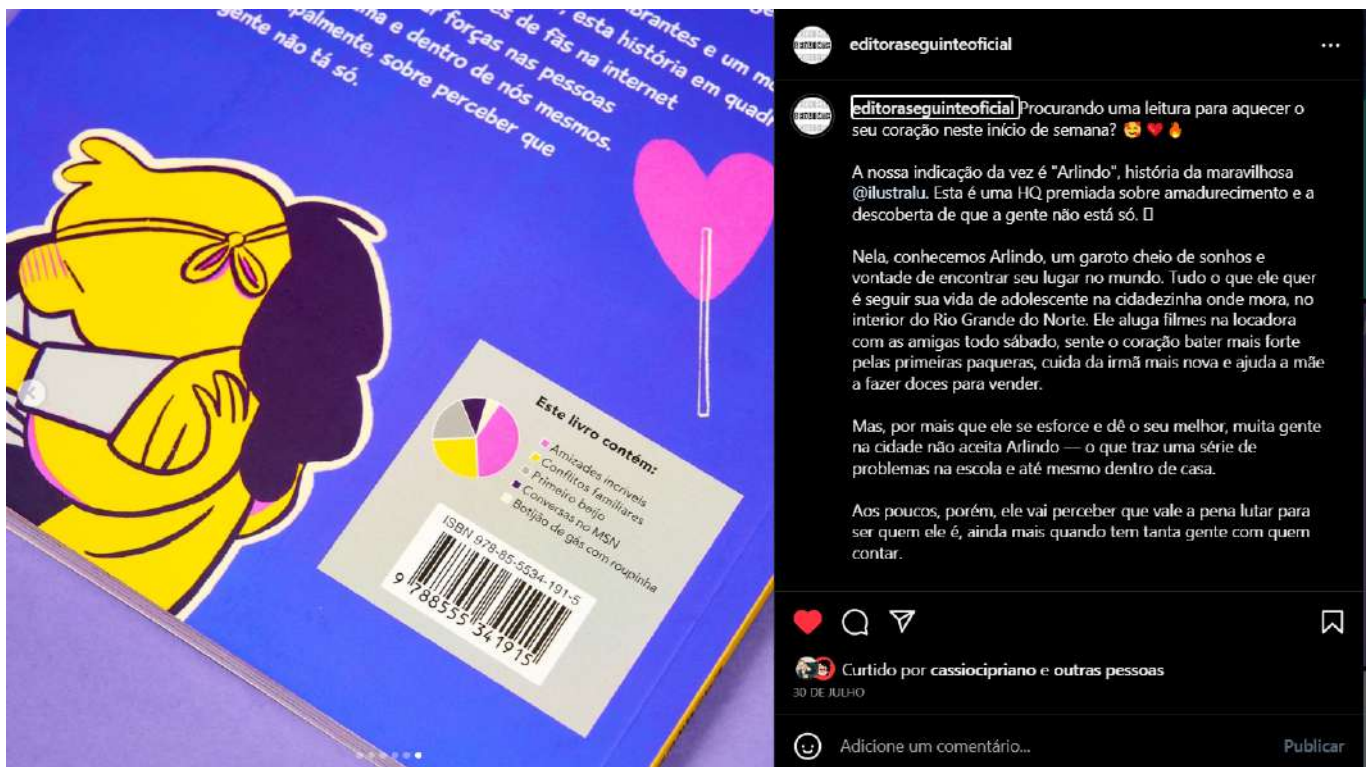 ge
brantes e um mo
, esta história em quadr
es de fãs na internet
ar forças nas pessoas
ma e dentro de nós mesmos.
palmente, sobre perceber que
gente não tá só.
Este livro contém:
Amizades incríveis
Conflitos familiares
Primeiro beijo
Conversas no MSN
Botijão de gás com roupinha
ISBN 978-85-5534-191-5
9 788555 341915
editoraseguinteoficial
editoraseguinteoficial Procurando uma leitura para aquecer o
seu coração neste início de semana? 🥰 ❤️ 🔥
A nossa indicação da vez é "Arlindo", história da maravilhosa
@ilustralu. Esta é uma HQ premiada sobre amadurecimento e a
descoberta de que a gente não está só.
Nela, conhecemos Arlindo, um garoto cheio de sonhos e
vontade de encontrar seu lugar no mundo. Tudo o que ele quer
é seguir sua vida de adolescente na cidadezinha onde mora, no
interior do Rio Grande do Norte. Ele aluga filmes na locadora
com as amigas todo sábado, sente o coração bater mais forte
pelas primeiras paqueras, cuida da irmã mais nova e ajuda a mãe
a fazer doces para vender.
Mas, por mais que ele se esforce e dê o seu melhor, muita gente
na cidade não aceita Arlindo — o que traz uma série de
problemas na escola e até mesmo dentro de casa.
Aos poucos, porém, ele vai perceber que vale a pena lutar para
ser quem ele é, ainda mais quando tem tanta gente com quem
contar.
Curtido por cassiocipriano e outras pessoas
30 DE JULHO
Adicione um comentário...
Publicar